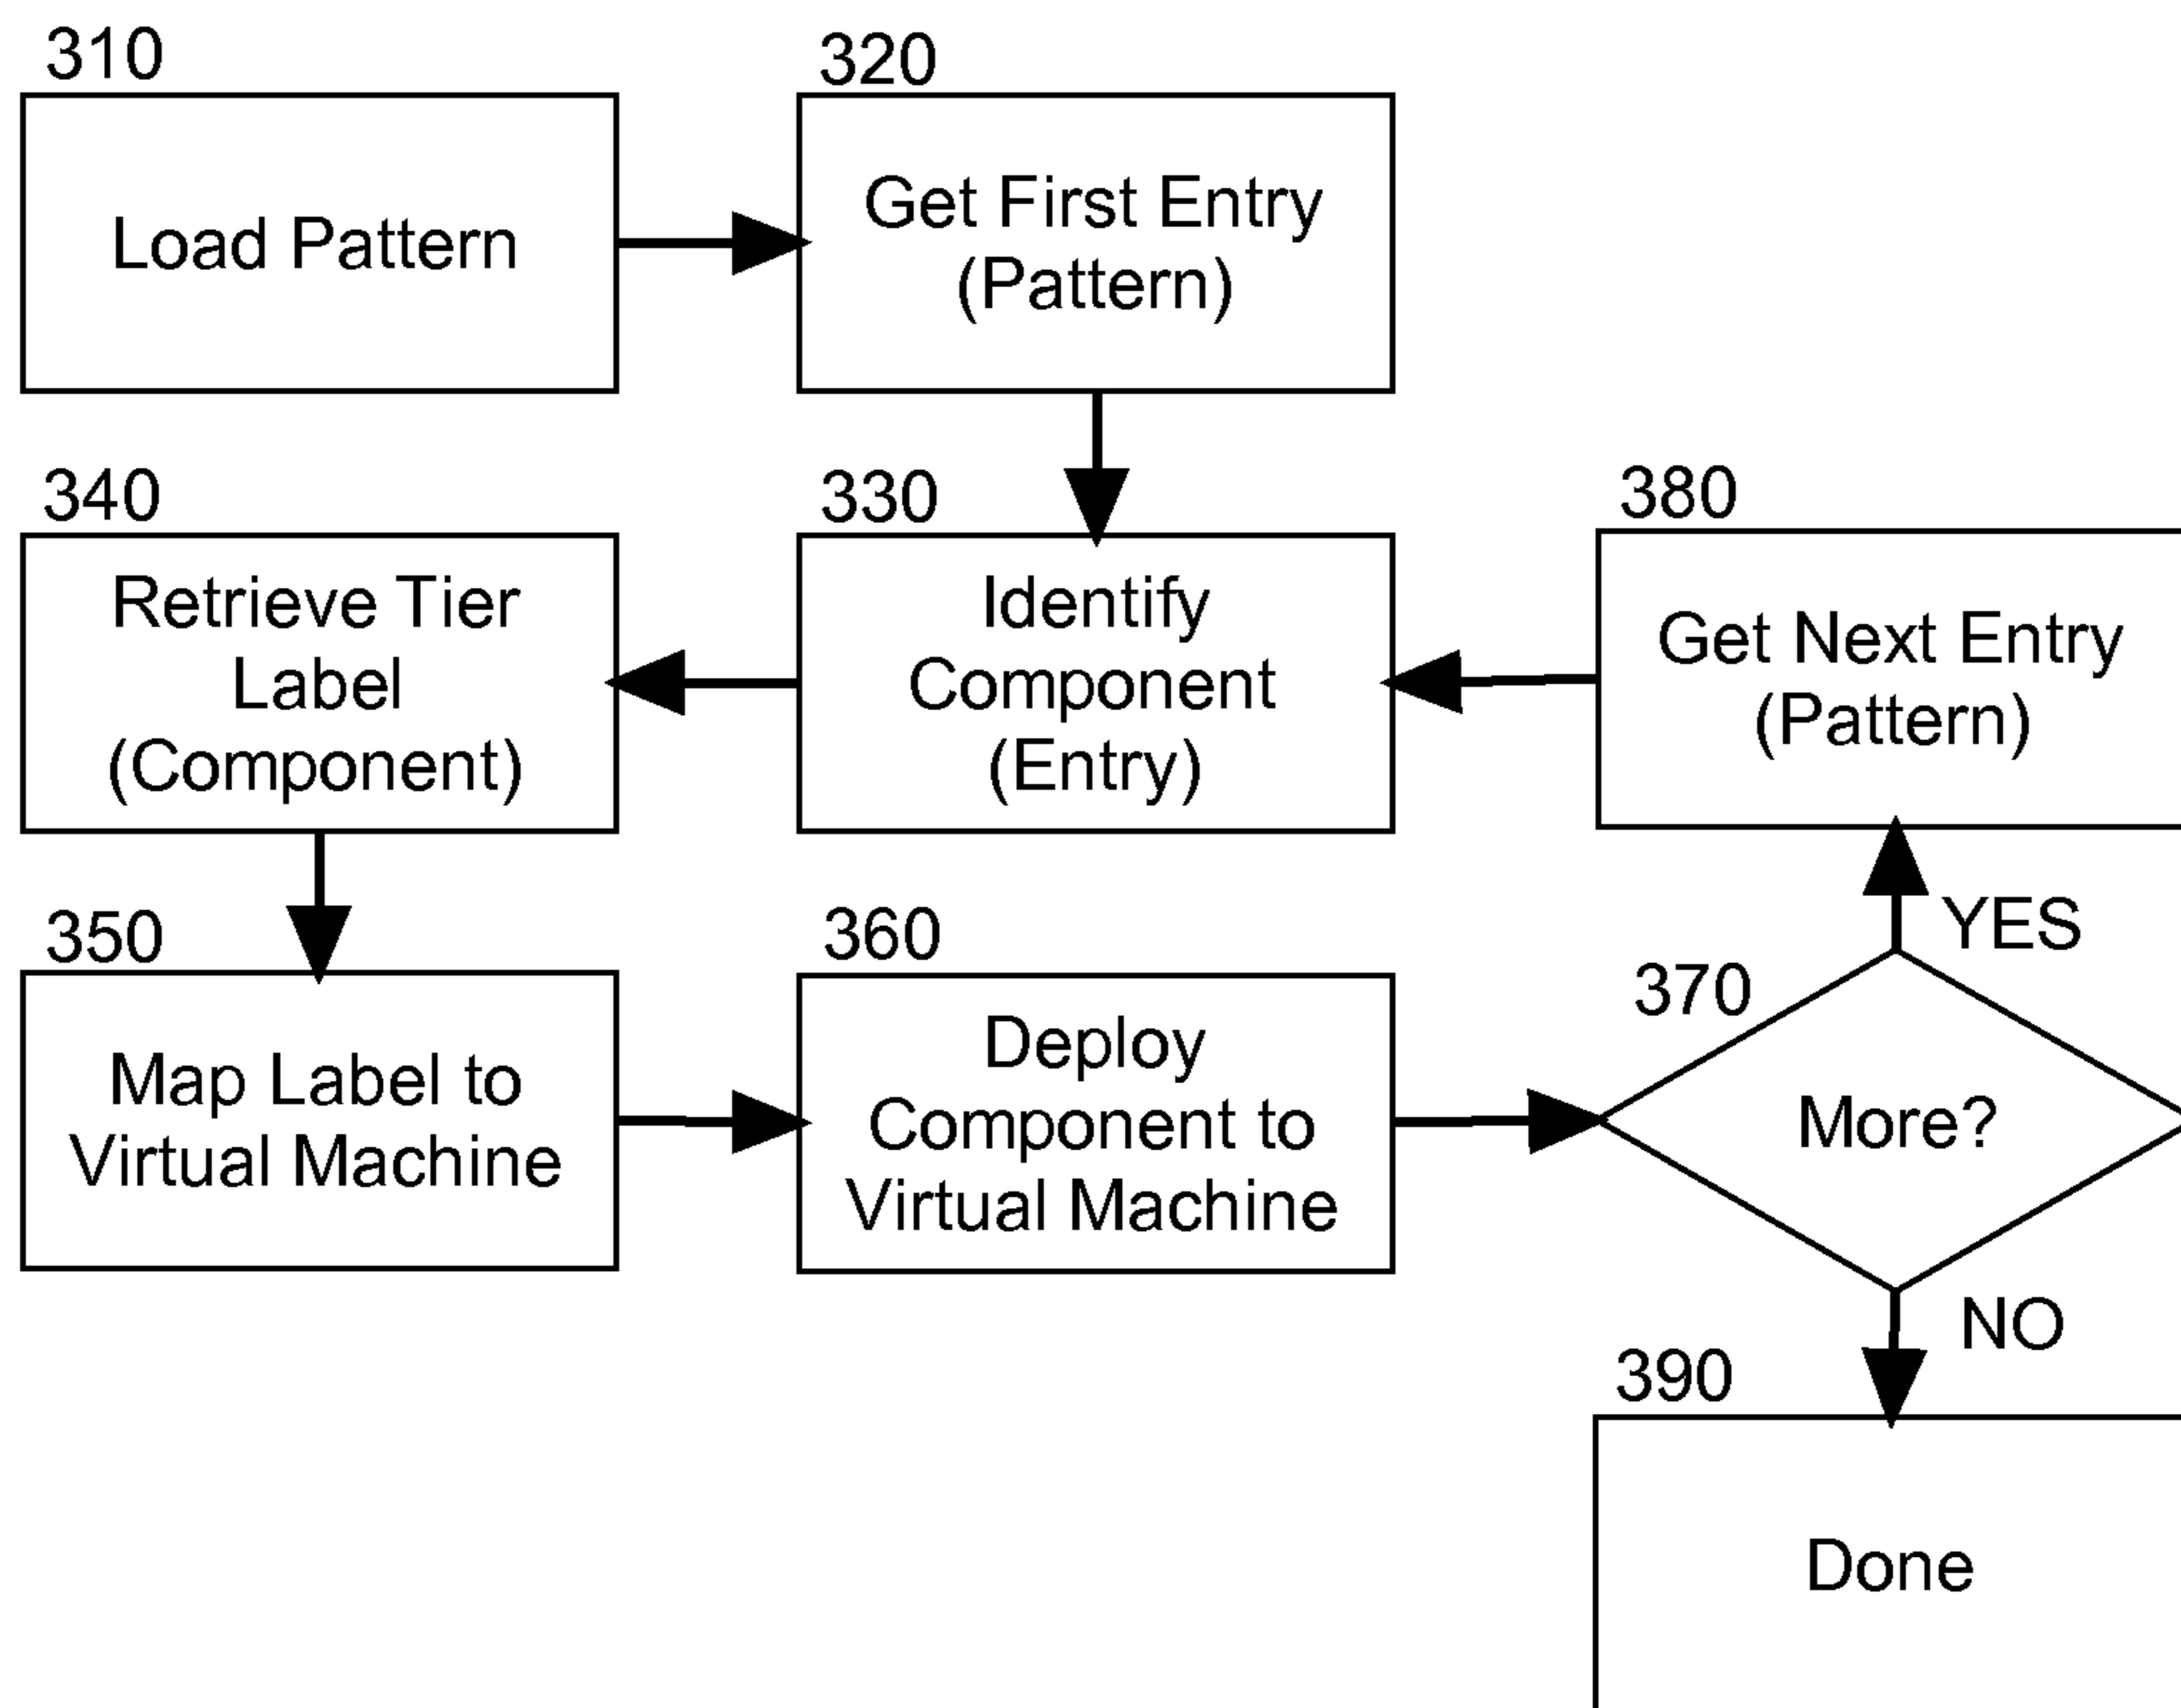 310
Load Pattern
320
Get First Entry
(Pattern)
340
Retrieve Tier
Label
(Component)
330
Identify
Component
(Entry)
380
Get Next Entry
(Pattern)
350
Map Label to
Virtual Machine
360
Deploy
Component to
Virtual Machine
370
More?
YES
NO
390
Done